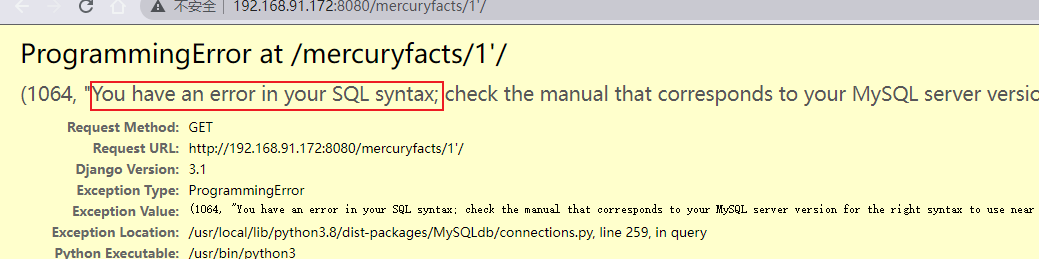 不安全 192.168.91.172:8080/mercuryfacts/1'/
ProgrammingError at /mercuryfacts/1'/
(1064, "You have an error in your SQL syntax; check the manual that corresponds to your MySQL server versio
Request Method: GET
Request URL: http://192.168.91.172:8080/mercuryfacts/1'/
Django Version: 3.1
Exception Type: ProgrammingError
Exception Value: (1064, "You have an error in your SQL syntax; check the manual that corresponds to your MySQL server version for the right syntax to use near
Exception Location: /usr/local/lib/python3.8/dist-packages/MySQLdb/connections.py, line 259, in query
Python Executable: /usr/bin/python3